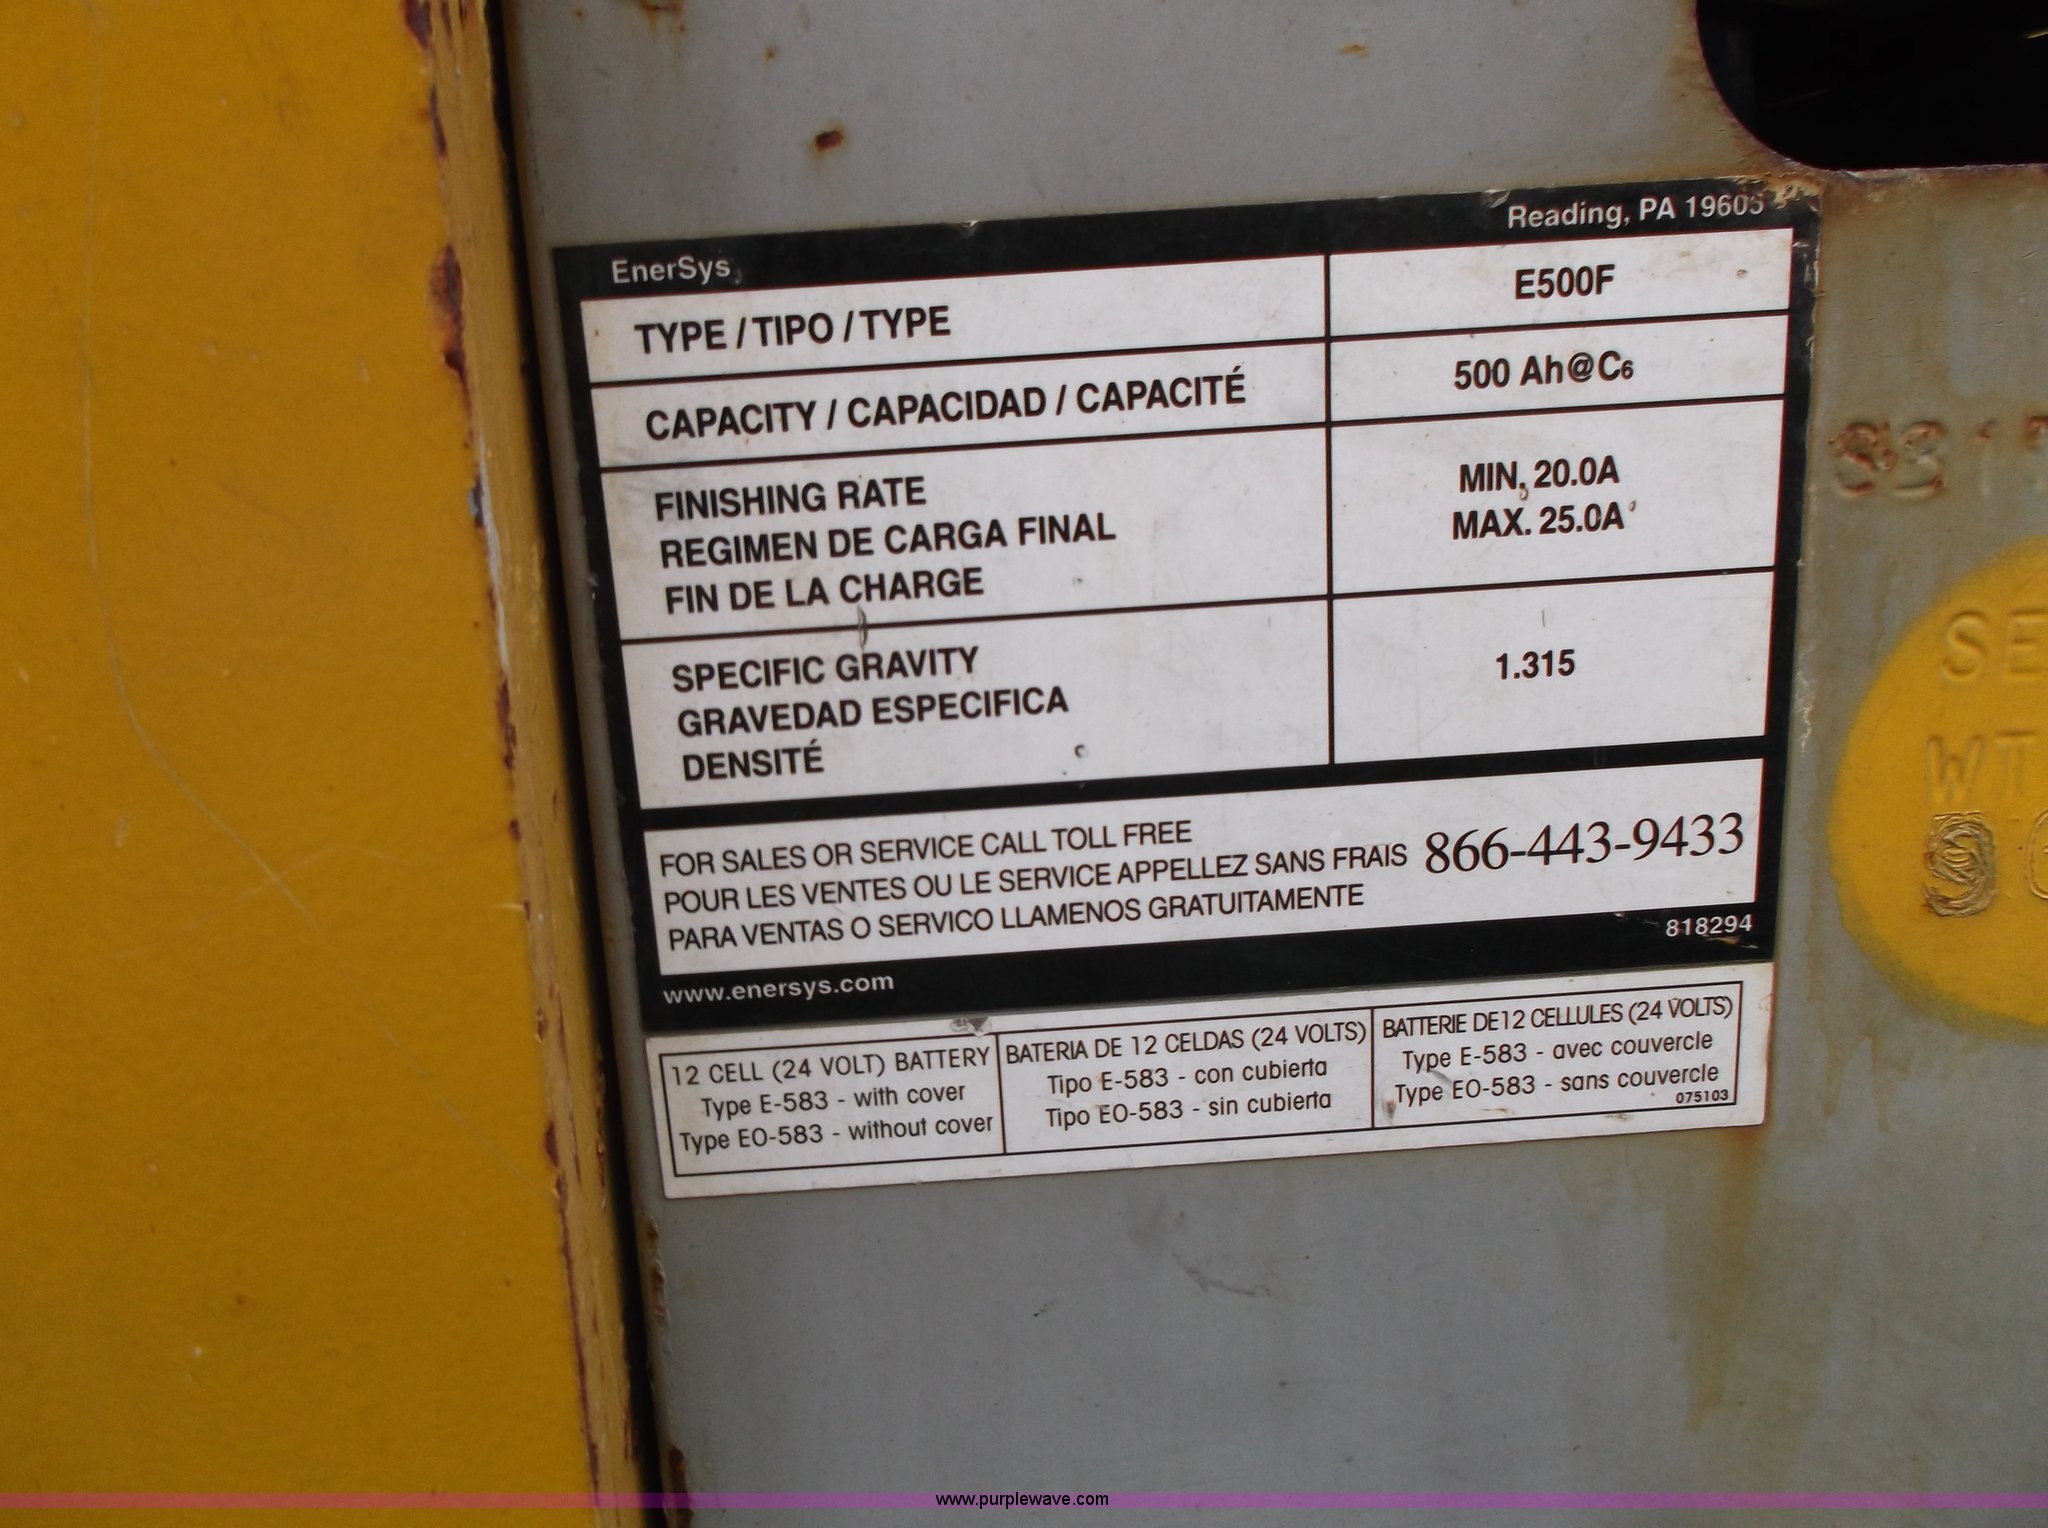 EnerSys
Reading, PA 19605
TYPE / TIPO / TYPE
E500F
CAPACITY / CAPACIDAD / CAPACITÉ
500 Ah@C6
FINISHING RATE
REGIMEN DE CARGA FINAL
FIN DE LA CHARGE
MIN. 20.0A
MAX. 25.0A
SPECIFIC GRAVITY
GRAVEDAD ESPECIFICA
DENSITÉ
1.315
FOR SALES OR SERVICE CALL TOLL FREE
POUR LES VENTES OU LE SERVICE APPELLEZ SANS FRAIS
PARA VENTAS O SERVICO LLAMENOS GRATUITAMENTE
866-443-9433
818294
www.enersys.com
12 CELL (24 VOLT) BATTERY
Type E-583 - with cover
Type EO-583 - without cover
BATERIA DE 12 CELDAS (24 VOLTS)
Tipo E-583 - con cubierta
Tipo EO-583 - sin cubierta
BATTERIE DE 12 CELLULES (24 VOLTS)
Type E-583 - avec couvercle
Type EO-583 - sans couvercle
075103
SE
WT
www.purplewave.com